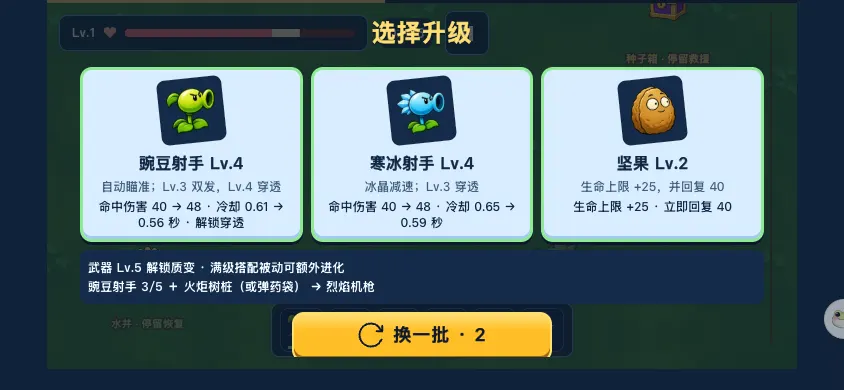 Lv.1
选择升级
种子箱 · 停留救援
豌豆射手 Lv.4
自动瞄准；Lv.3 双发，Lv.4 穿透
命中伤害 40 → 48 · 冷却 0.61 →
0.56 秒 · 解锁穿透
寒冰射手 Lv.4
冰晶减速；Lv.3 穿透
命中伤害 40 → 48 · 冷却 0.65 →
0.59 秒
坚果 Lv.2
生命上限 +25，并回复 40
生命上限 +25 · 立即回复 40
武器 Lv.5 解锁质变 · 满级搭配被动可额外进化
豌豆射手 3/5 + 火炬树桩（或弹药袋） → 烈焰机枪
水井 · 停留恢复
换一批 · 2